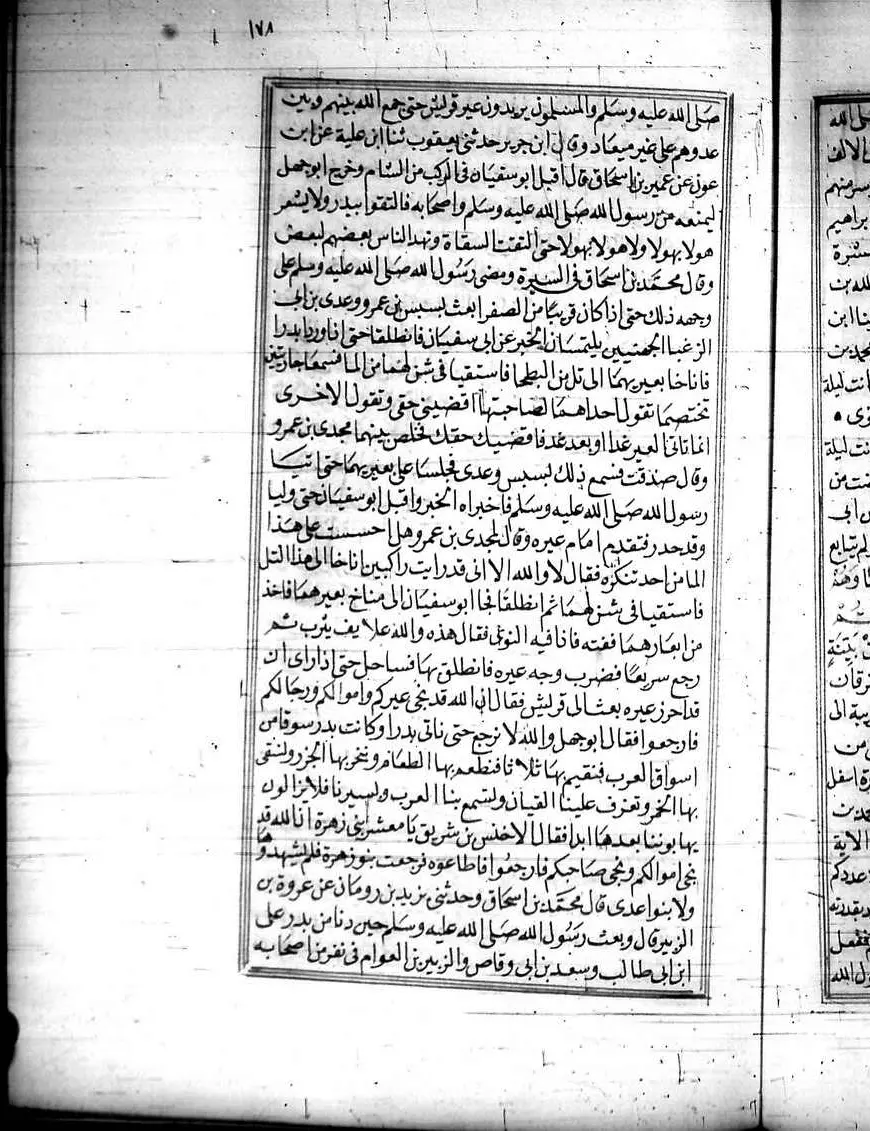 ١٧٨
صلى الله عليه وسلم والمسلمون يريدون عير قريش حتى جمع الله بينهم وبين
عدوهم على غير ميعاد وقال ابن جرير حدثني يعقوب ثنا ابن علية عن ابن
عون عن عمير بن اسحاق قال اقبل ابو سفيان في الركب من الشام وخرج ابو جهل
ليمنعه من رسول الله صلى الله عليه وسلم واصحابه فالتقوا ببدر ولا يشعر
هولا بهولا ولا هولا بهولا حتى التقت السقاة ونهد الناس بعضهم لبعض
وقال محمد بن اسحاق في السيرة ومضى رسول الله صلى الله عليه وسلم على
وجهه ذلك حتى اذا كان قريبا من الصفرا بعث بسبس بن عمرو وعدي بن ابي
الزغبا الجهنيين يلتمسان الخبر عن ابي سفيان فانطلقا حتى اذا وردا بدرا
فاناخا بعيريهما الى تل من البطحا فاستقيا في شن لهما من الما فسمعا جاريتين
تختصما تقول احداهما لصاحبتها اقضيني حقي وتقول الاخرى
انما تاتي العير غدا او بعد غد فاقضيك حقك فخلص بينهما مجدي بن عمرو
وقال صدقت فسمع ذلك بسبس وعدي فجلسا على بعيريهما حتى اتيا
رسول الله صلى الله عليه وسلم فاخبراه الخبر واقبل ابو سفيان حتى وليا
وقد حدر فتقدم امام عيره وقال لمجدي بن عمرو هل احسست على هذا
الما من احد تنكره فقال لا والله الا اني قد رايت راكبين اناخا الى هذا التل
فاستقيا في شن لهما ثم انطلقا فجا ابو سفيان الى مناخ بعيرهما فاخذ
من ابعارهما ففته فاذا فيه النوى فقال هذه والله علايف يثرب ثم
رجع سريعا فضرب وجه عيره فانطلق بها فساحل حتى اذا راى ان
قد احرز عيره بعث الى قريش فقال ان الله قد نجى عيركم واموالكم ورجالكم
فارجعوا فقال ابو جهل والله لا نرجع حتى ناتي بدرا وكانت بدر سوقا من
اسواق العرب فنقيم بها ثلاثا فنطعم بها الطعام وننحر بها الجزر ونسقى
بها الخمر وتعزف علينا القيان وتسمع بنا العرب وبمسيرنا فلا يزالون
يهابوننا بعدها ابدا فقال الاخنس بن شريق يا معشر بني زهرة ان الله قد
نجى اموالكم ونجى صاحبكم فارجعوا فاطاعوه فرجعت بنو زهرة فلم يشهدوها
ولا بنوا عدي قال محمد بن اسحاق وحدثني يزيد بن رومان عن عروة بن
الزبير قال وبعث رسول الله صلى الله عليه وسلم حين دنا من بدر علي
ابن ابي طالب وسعد بن ابي وقاص والزبير بن العوام في نفر من اصحابه